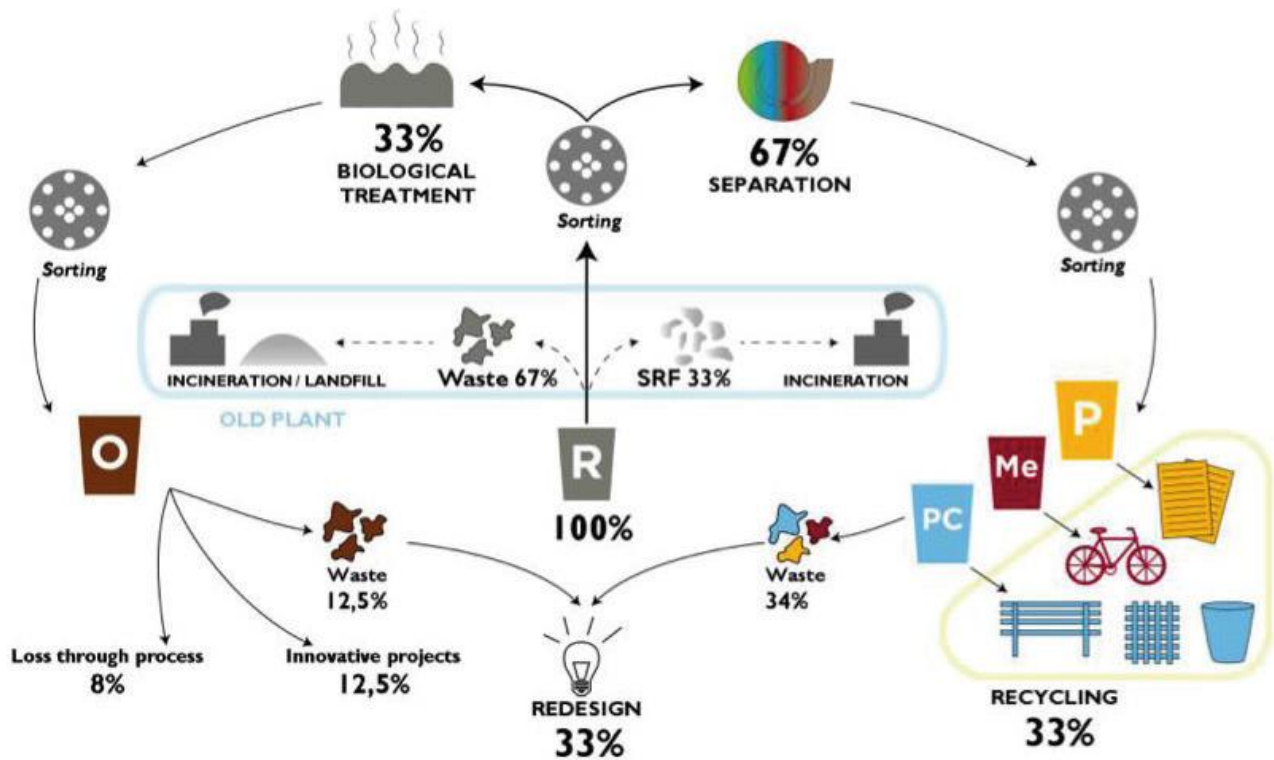 33%
BIOLOGICAL
TREATMENT
Sorting
67%
SEPARATION
Sorting
Sorting
INCINERATION / LANDFILL
Waste 67%
SRF 33%
INCINERATION
OLD PLANT
O
R
100%
P
Me
PC
Waste
12,5%
Waste
34%
Loss through process
8%
Innovative projects
12,5%
REDESIGN
33%
RECYCLING
33%